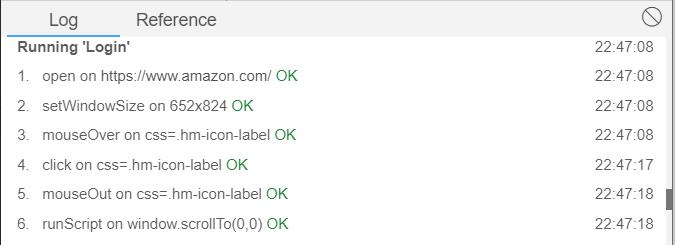 Log Reference
Running 'Login' 22:47:08
1. open on https://www.amazon.com/ OK 22:47:08
2. setWindowSize on 652x824 OK 22:47:08
3. mouseOver on css=.hm-icon-label OK 22:47:08
4. click on css=.hm-icon-label OK 22:47:17
5. mouseOut on css=.hm-icon-label OK 22:47:18
6. runScript on window.scrollTo(0,0) OK 22:47:18